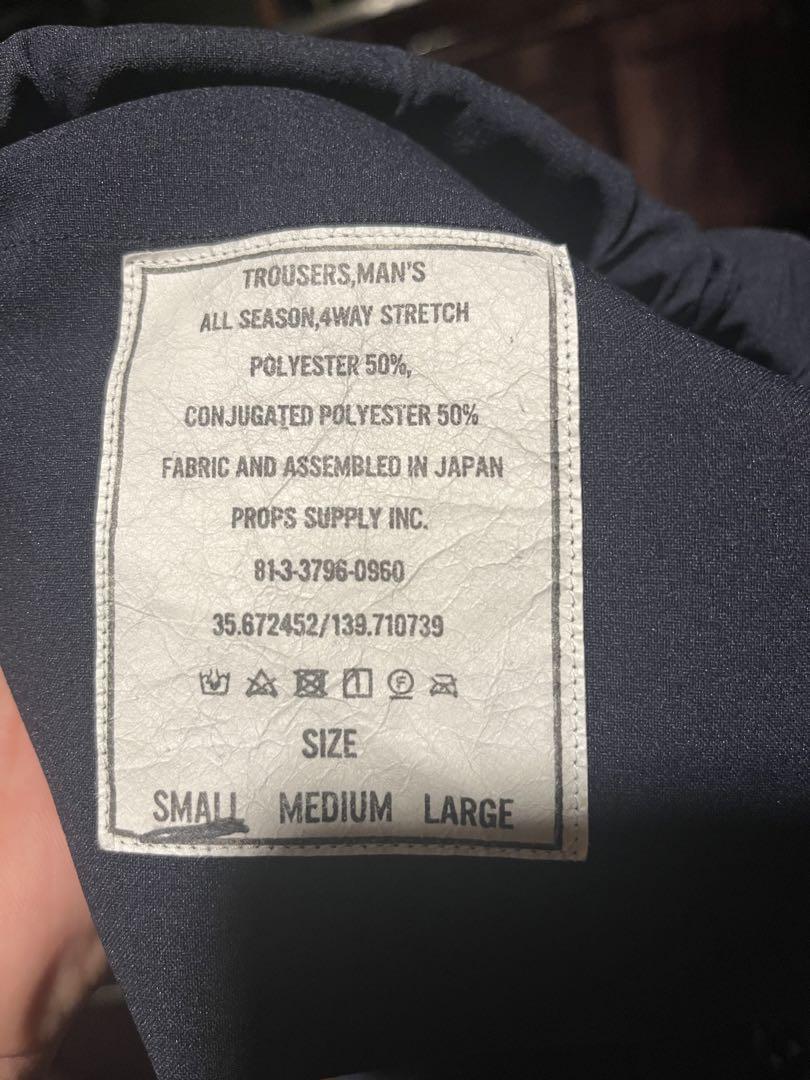 TROUSERS,MAN'S
ALL SEASON,4WAY STRETCH
POLYESTER 50%,
CONJUGATED POLYESTER 50%
FABRIC AND ASSEMBLED IN JAPAN
PROPS SUPPLY INC.
81-3-3796-0960
35.672452/139.710739
F
SIZE
SMALL MEDIUM LARGE